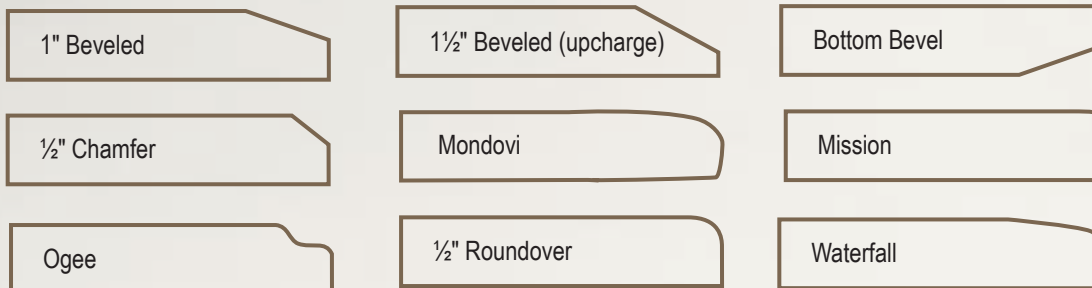 1" Beveled
1½" Beveled (upcharge)
Bottom Bevel
½" Chamfer
Mondovi
Mission
Ogee
½" Roundover
Waterfall